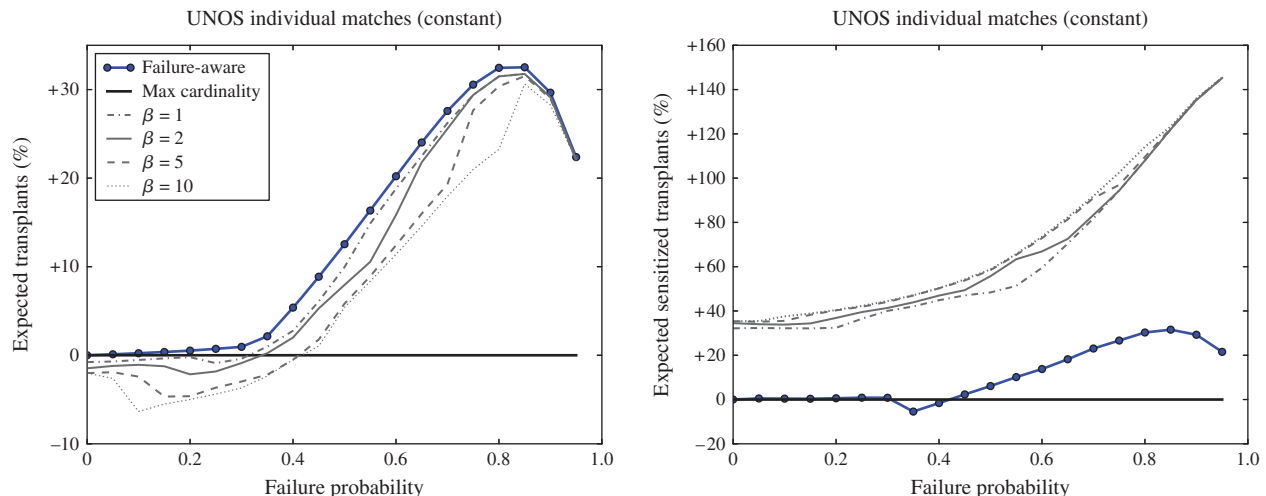 UNOS individual matches (constant)
Expected transplants (%)
+30
+20
+10
0
−10
0
0.2
0.4
0.6
0.8
1.0
Failure probability
Failure-aware
Max cardinality
β = 1
β = 2
β = 5
β = 10
UNOS individual matches (constant)
Expected sensitized transplants (%)
+160
+140
+120
+100
+80
+60
+40
+20
0
−20
0
0.2
0.4
0.6
0.8
1.0
Failure probability